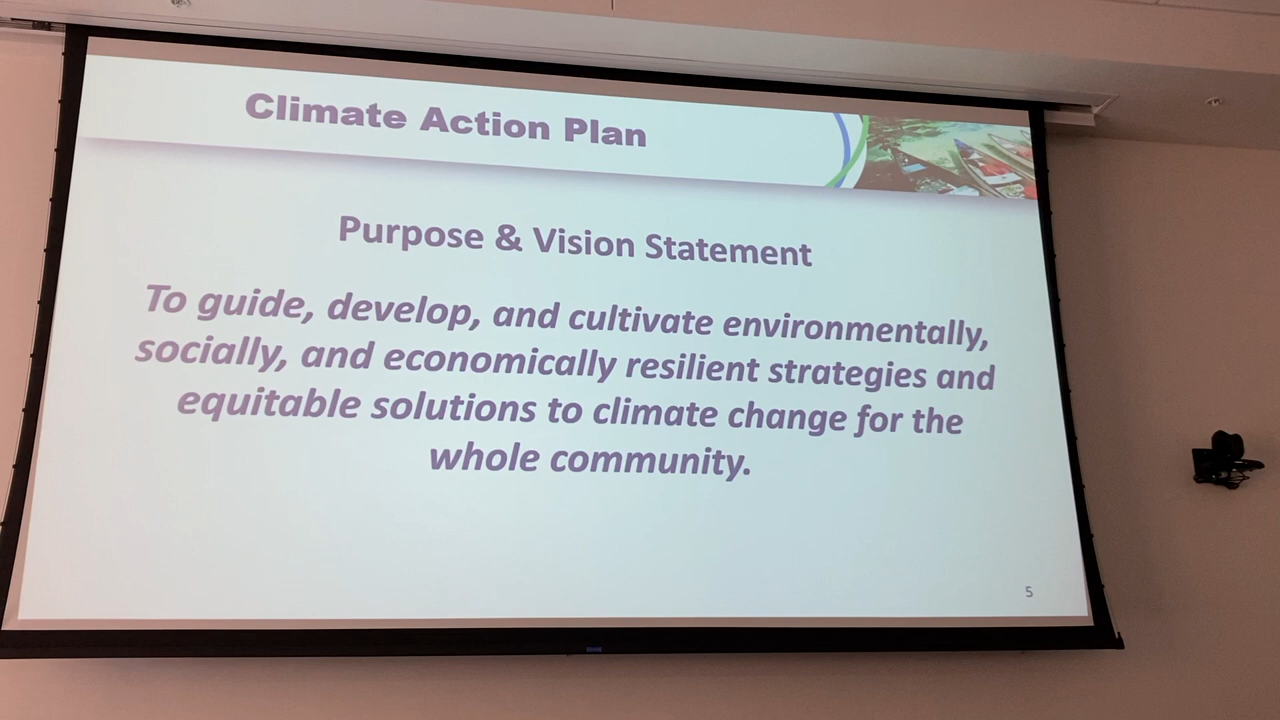 Climate Action Plan
Purpose & Vision Statement
To guide, develop, and cultivate environmentally,
socially, and economically resilient strategies and
equitable solutions to climate change for the
whole community.
5